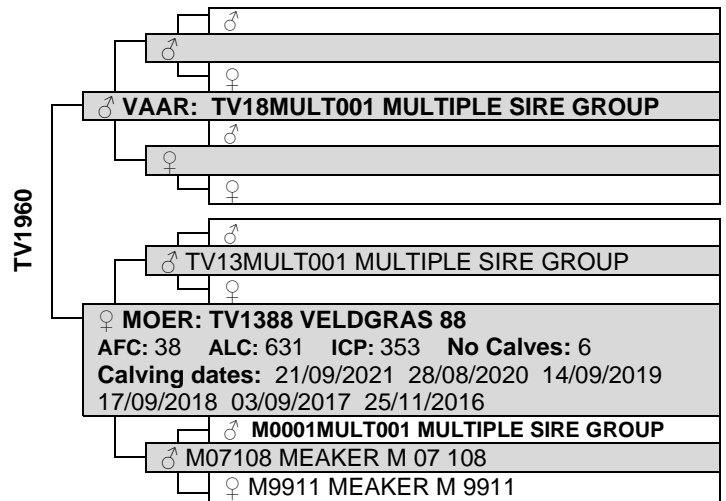 ♂
♂
♀
♂ VAAR: TV18MULT001 MULTIPLE SIRE GROUP
♂
♀
♀
TV1960
♂
♂ TV13MULT001 MULTIPLE SIRE GROUP
♀
♀ MOER: TV1388 VELDGRAS 88
AFC: 38 ALC: 631 ICP: 353 No Calves: 6
Calving dates: 21/09/2021 28/08/2020 14/09/2019
17/09/2018 03/09/2017 25/11/2016
♂ M0001MULT001 MULTIPLE SIRE GROUP
♂ M07108 MEAKER M 07 108
♀ M9911 MEAKER M 9911